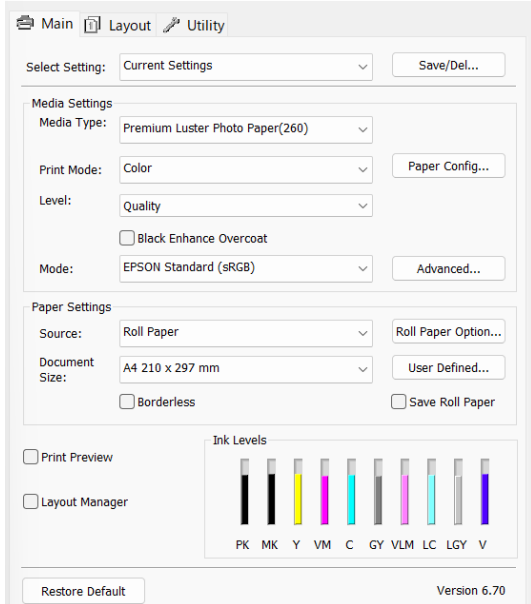 Main Layout Utility
Select Setting: Current Settings Save/Del...
Media Settings
Media Type: Premium Luster Photo Paper(260)
Print Mode: Color Paper Config...
Level: Quality
Black Enhance Overcoat
Mode: EPSON Standard (sRGB) Advanced...
Paper Settings
Source: Roll Paper Roll Paper Option...
Document
Size: A4 210 x 297 mm User Defined...
Borderless Save Roll Paper
Print Preview
Layout Manager
Ink Levels
PK MK Y VM C GY VLM LC LGY V
Restore Default Version 6.70